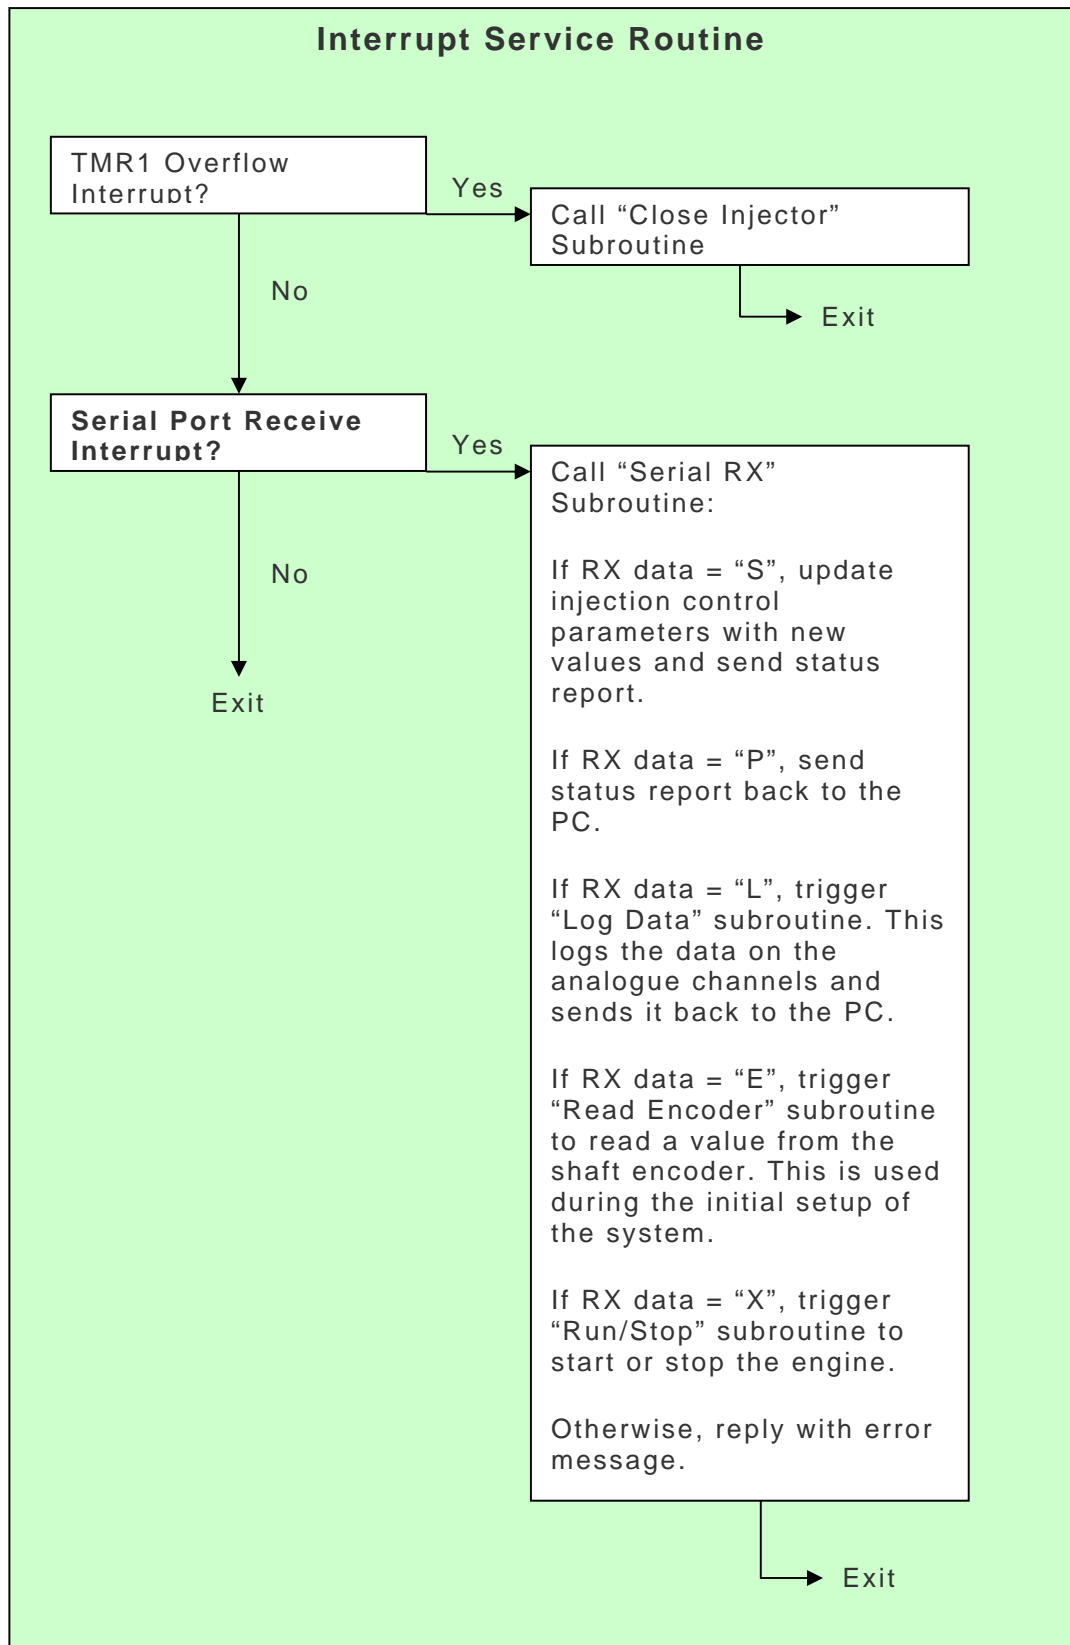 Interrupt Service Routine
TMR1 Overflow
Interrupt?
Yes
Call “Close Injector”
Subroutine
No
Exit
Serial Port Receive
Interrupt?
Yes
Call “Serial RX”
Subroutine:
If RX data = “S”, update
injection control
parameters with new
values and send status
report.
If RX data = “P”, send
status report back to the
PC.
If RX data = “L”, trigger
“Log Data” subroutine. This
logs the data on the
analogue channels and
sends it back to the PC.
If RX data = “E”, trigger
“Read Encoder” subroutine
to read a value from the
shaft encoder. This is used
during the initial setup of
the system.
If RX data = “X”, trigger
“Run/Stop” subroutine to
start or stop the engine.
Otherwise, reply with error
message.
No
Exit
Exit